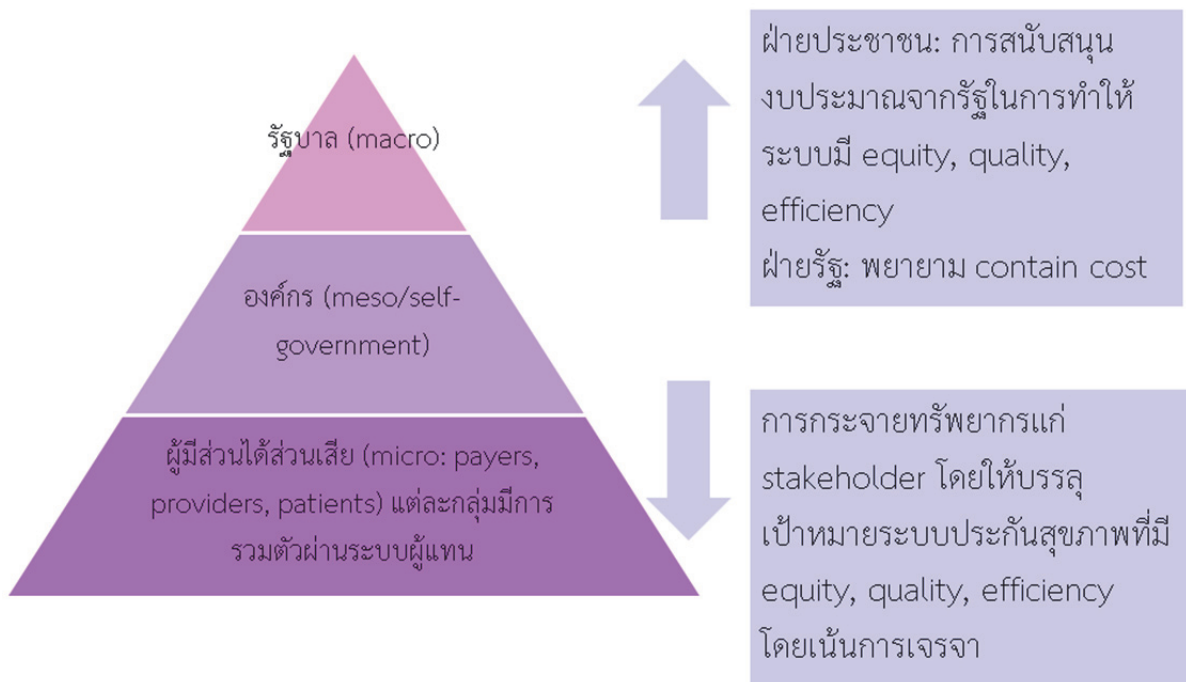 รัฐบาล (macro)
องค์กร (meso/self-
government)
ผู้มีส่วนได้ส่วนเสีย (micro: payers,
providers, patients) แต่ละกลุ่มมีการ
รวมตัวผ่านระบบผู้แทน
ฝ่ายประชาชน: การสนับสนุน
งบประมาณจากรัฐในการทำให้
ระบบมี equity, quality,
efficiency
ฝ่ายรัฐ: พยายาม contain cost
การกระจายทรัพยากรแก่
stakeholder โดยให้บรรลุ
เป้าหมายระบบประกันสุขภาพที่มี
equity, quality, efficiency
โดยเน้นการเจรจา